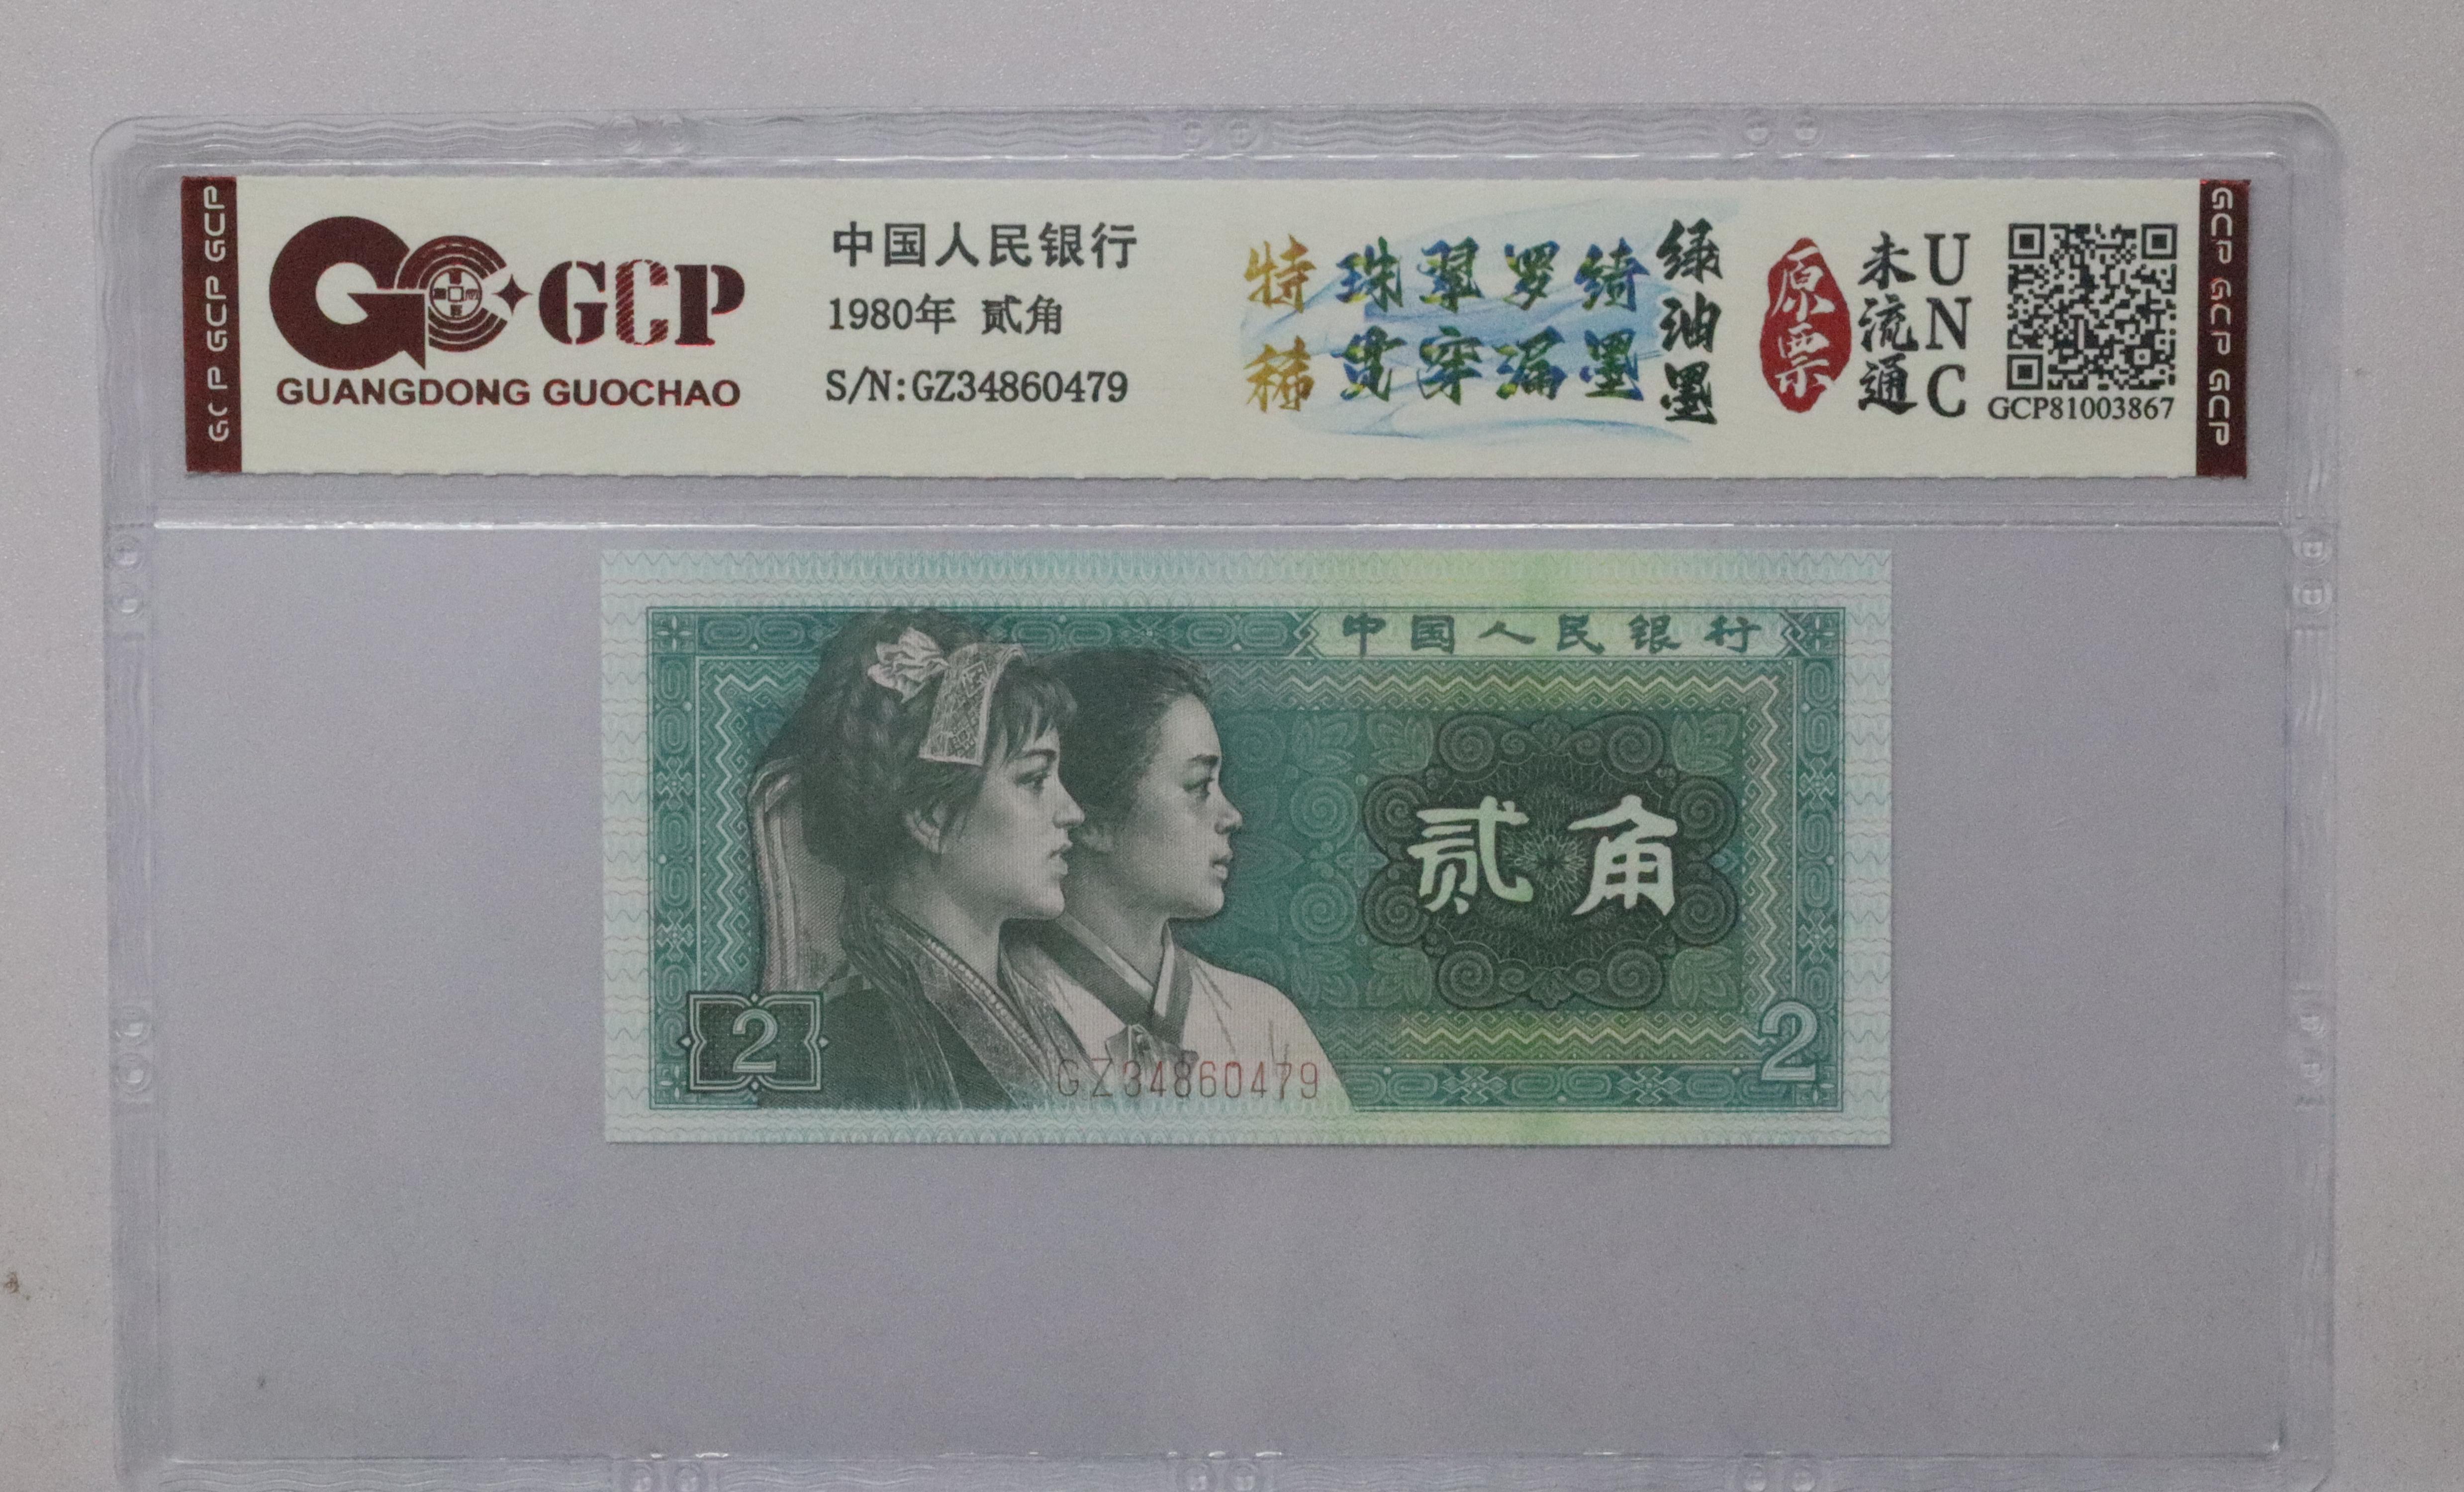 GCP GCP GCP
GCP
GUANGDONG GUOCHAO
中国人民银行
1980年 贰角
S/N:GZ34860479
特稀
珠翠罗绮
贯穿漏墨
绿油墨
原票
未流通
UNC
GCP81003867
GCP GCP GCP
中国人民银行
贰角
2
GZ34860479
2